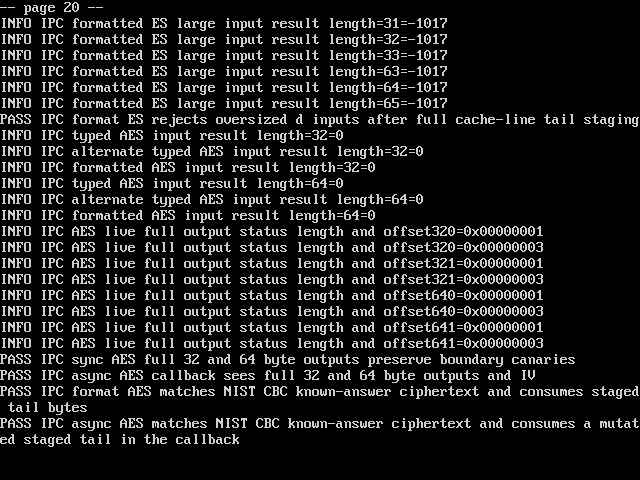 -- page 20 --
INFO IPC formatted ES large input result length=31=-1017
INFO IPC formatted ES large input result length=32=-1017
INFO IPC formatted ES large input result length=33=-1017
INFO IPC formatted ES large input result length=63=-1017
INFO IPC formatted ES large input result length=64=-1017
INFO IPC formatted ES large input result length=65=-1017
PASS IPC format ES rejects oversized d inputs after full cache-line tail staging
INFO IPC typed AES input result length=32=0
INFO IPC alternate typed AES input result length=32=0
INFO IPC formatted AES input result length=32=0
INFO IPC typed AES input result length=64=0
INFO IPC alternate typed AES input result length=64=0
INFO IPC formatted AES input result length=64=0
INFO IPC AES live full output status length and offset320=0x00000001
INFO IPC AES live full output status length and offset320=0x00000003
INFO IPC AES live full output status length and offset321=0x00000001
INFO IPC AES live full output status length and offset321=0x00000003
INFO IPC AES live full output status length and offset640=0x00000001
INFO IPC AES live full output status length and offset640=0x00000003
INFO IPC AES live full output status length and offset641=0x00000001
INFO IPC AES live full output status length and offset641=0x00000003
PASS IPC sync AES full 32 and 64 byte outputs preserve boundary canaries
PASS IPC async AES callback sees full 32 and 64 byte outputs and IV
PASS IPC format AES matches NIST CBC known-answer ciphertext and consumes staged
 tail bytes
PASS IPC async AES matches NIST CBC known-answer ciphertext and consumes a mutat
ed staged tail in the callback